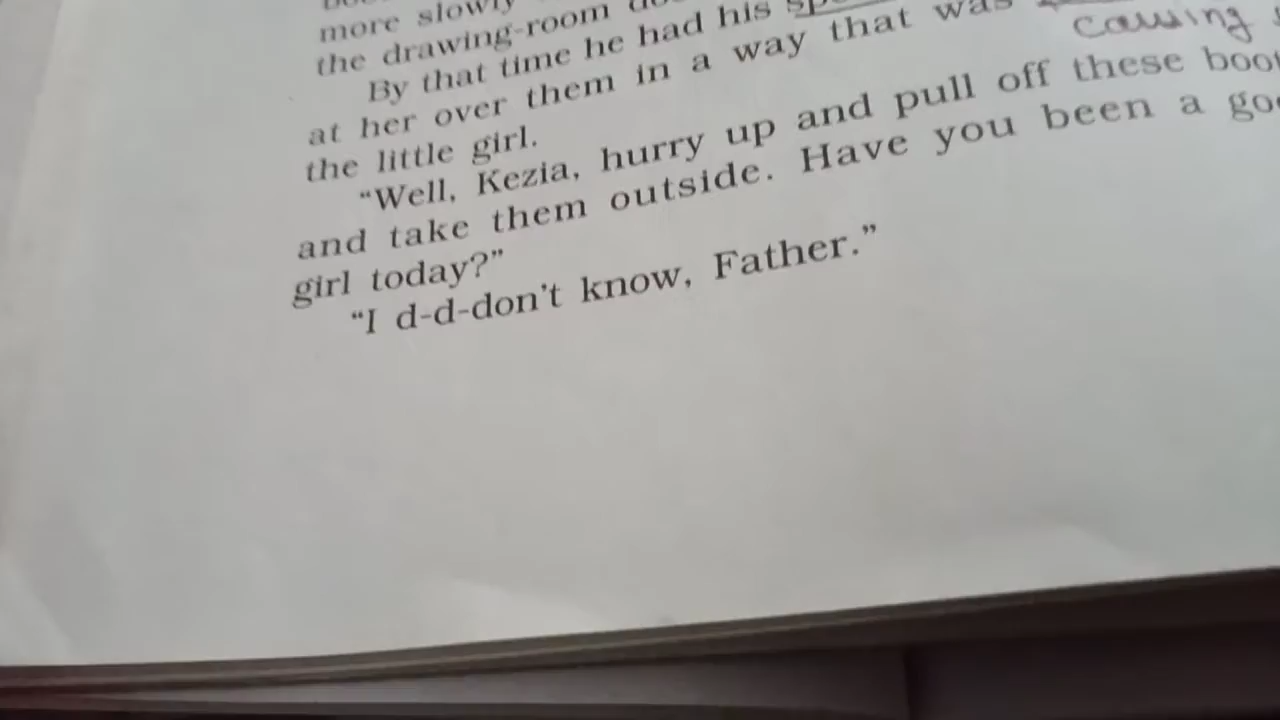 more slowly
the drawing-room
By that time he had his
at her over them in a way that was
causing
the little girl.
“Well, Kezia, hurry up and pull off these
and take them outside. Have you been a
girl today?”
“I d-d-don't know, Father.”